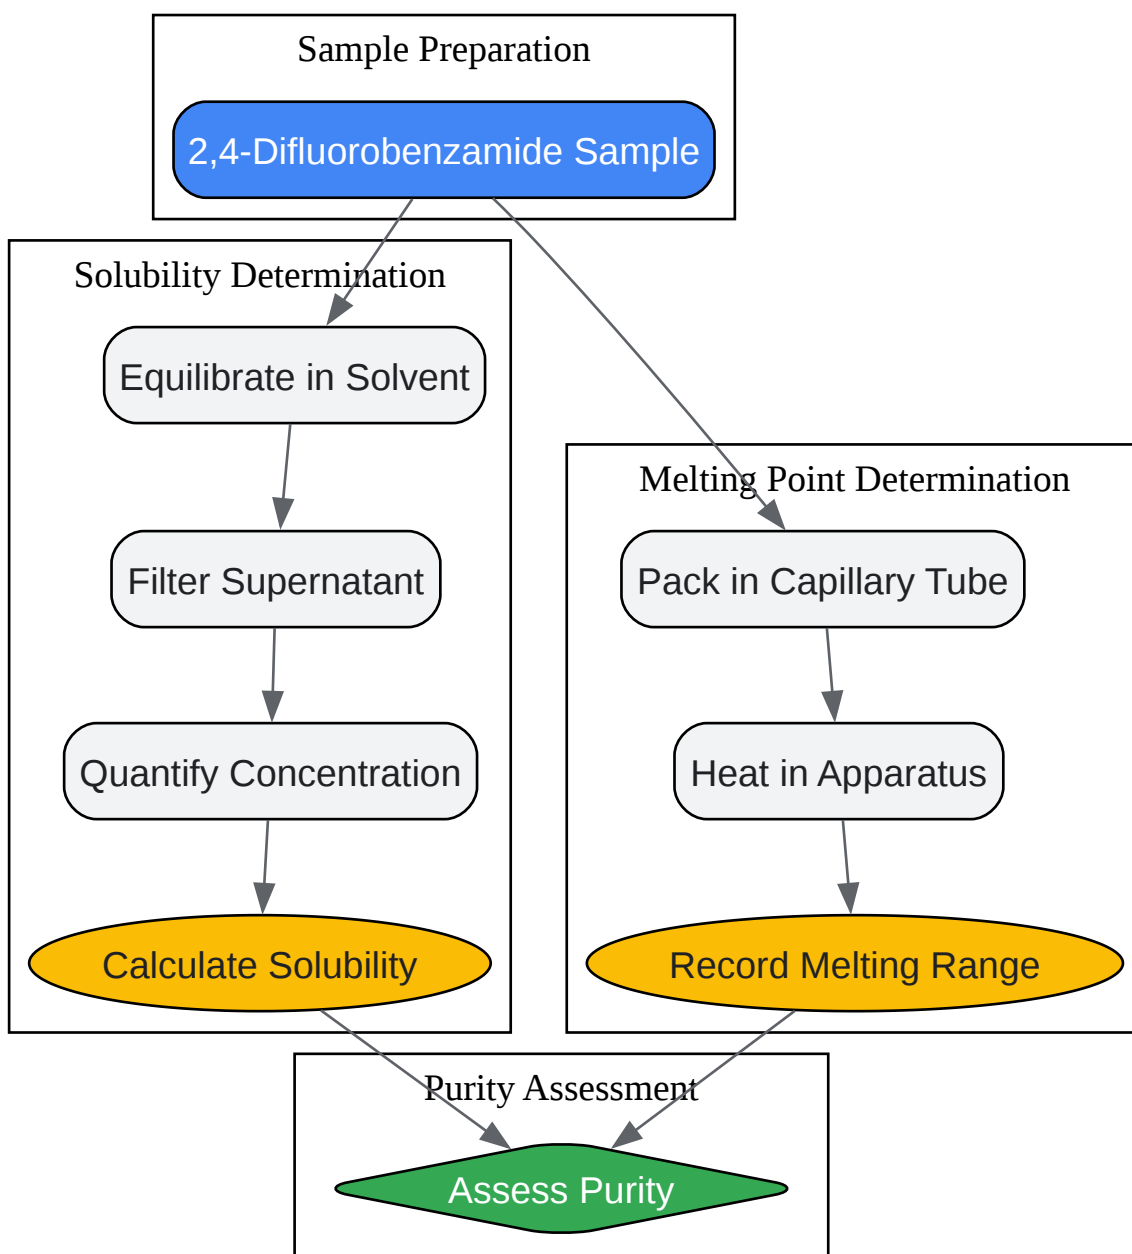 Sample Preparation
2,4-Difluorobenzamide Sample
Solubility Determination
Equilibrate in Solvent
Filter Supernatant
Quantify Concentration
Calculate Solubility
Melting Point Determination
Pack in Capillary Tube
Heat in Apparatus
Record Melting Range
Purity Assessment
Assess Purity